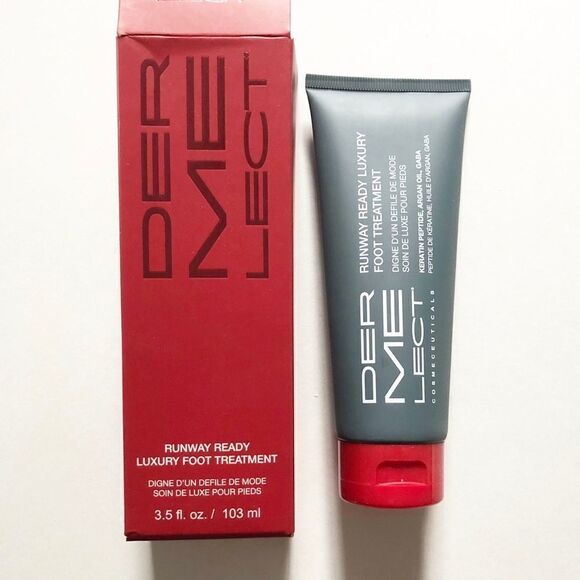 DER
ME
LECT
RUNWAY READY
LUXURY FOOT TREATMENT
DIGNE D'UN DEFILE DE MODE
SOIN DE LUXE POUR PIEDS
3.5 fl. oz. / 103 ml
RUNWAY READY LUXURY
FOOT TREATMENT
DIGNE D'UN DEFILE DE MODE
SOIN DE LUXE POUR PIEDS
KERATIN PEPTIDE, ARGAN OIL, GABA
PEPTIDE DE KÉRATINE, HUILE D'ARGAN, GABA
DER
ME
LECT
COSMECEUTICALS